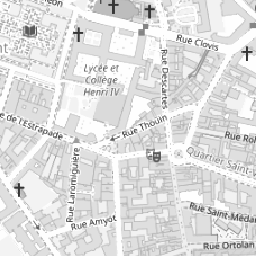 Rue Clovis
Lycée et
Collège
Henri IV
Rue Descartes
Rue Thouin
de l'Estrapade
Rue Laromiguière
Quartier Saint-
Rue Amyot
Rue Saint-Médar
Rue Ortolan